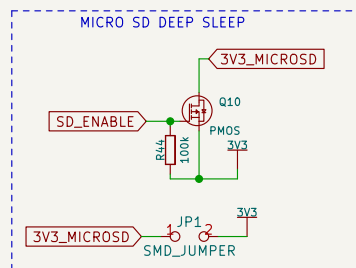 MICRO SD DEEP SLEEP
3V3_MICROSD
Q10
SD_ENABLE
PMOS
R44
100k
3V3
3V3
JP1
3V3_MICROSD
1
2
SMD_JUMPER